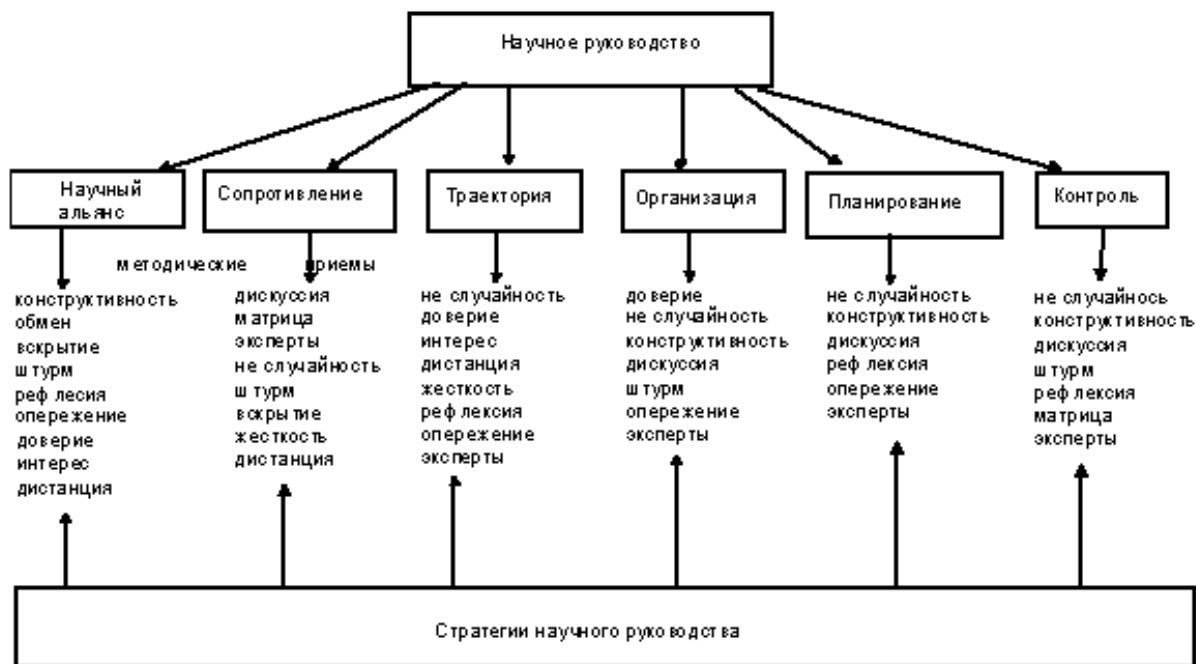 Научное руководство
Научный
альянс
Сопротивление
Траектория
Организация
Планирование
Контроль
методические приемы
конструктивность
обмен
вскрытие
штурм
рефлесия
опережение
доверие
интерес
дистанция
дискуссия
матрица
эксперты
не случайность
штурм
вскрытие
жесткость
дистанция
не случайность
доверие
интерес
дистанция
жесткость
рефлексия
опережение
эксперты
доверие
не случайность
конструктивность
дискуссия
штурм
опережение
эксперты
не случайность
конструктивность
дискуссия
рефлексия
опережение
эксперты
не случайнось
конструктивность
дискуссия
штурм
рефлексия
матрица
эксперты
Стратегии научного руководства